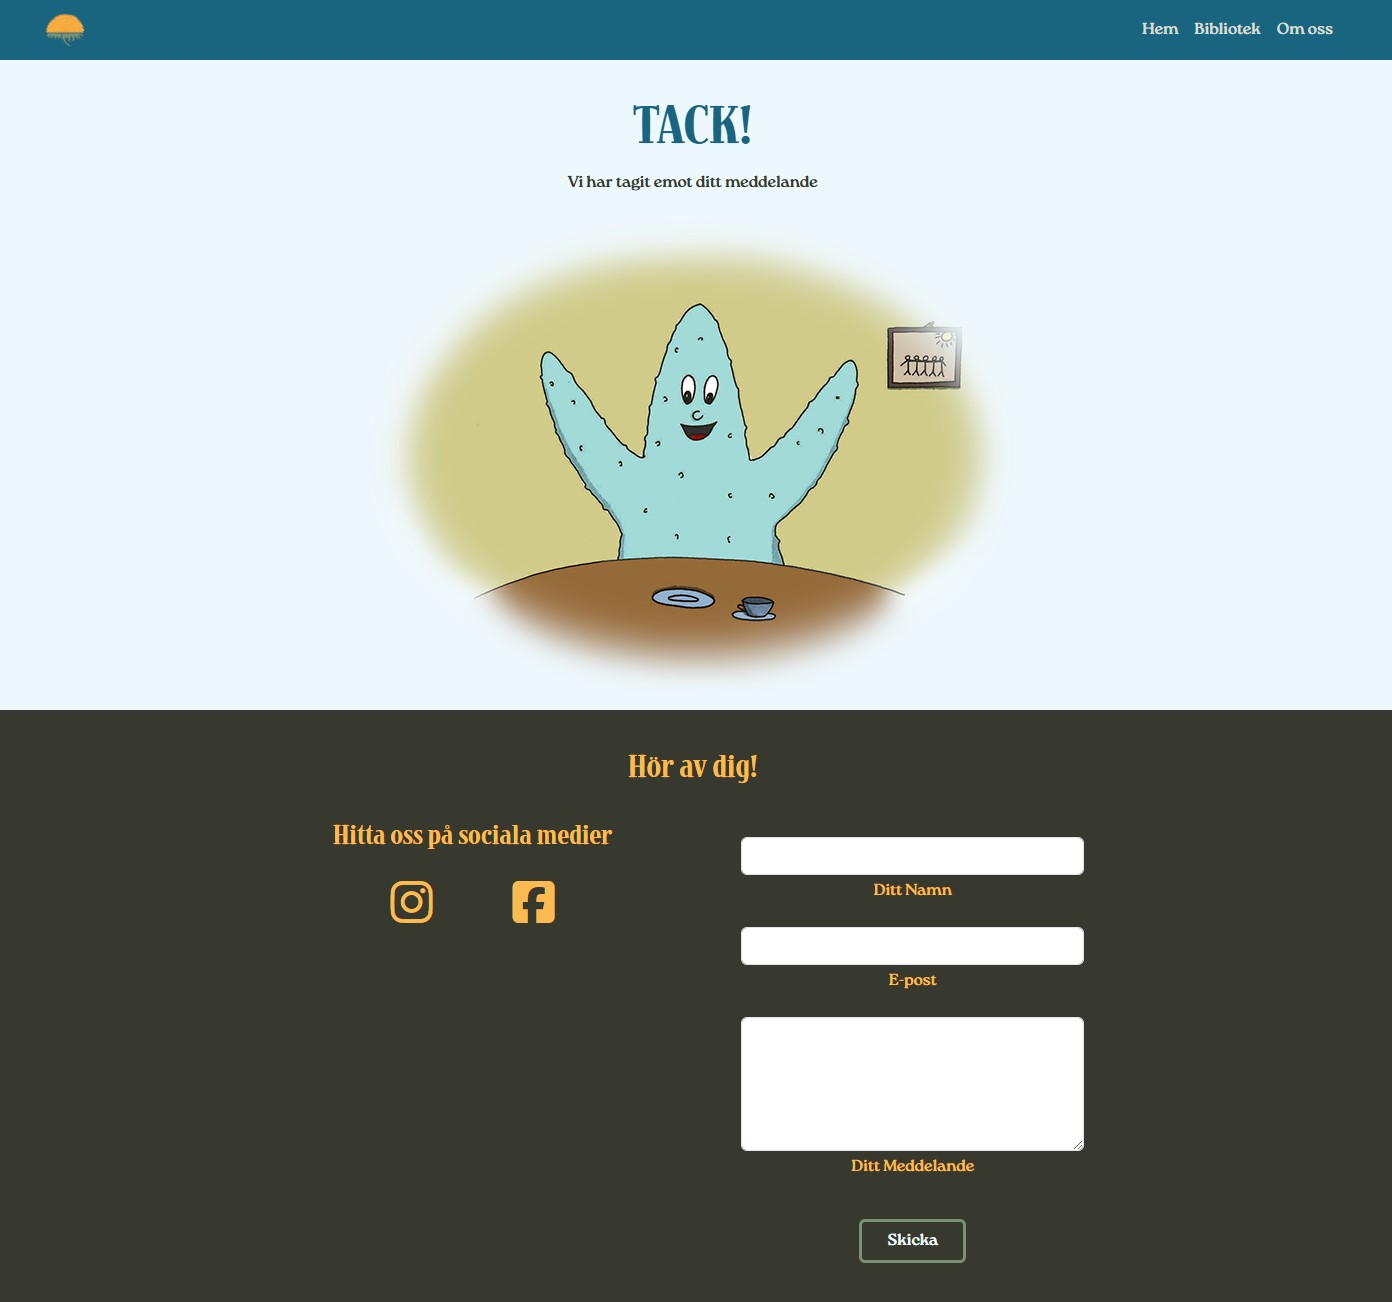 Hem Bibliotek Om oss
TACK!
Vi har tagit emot ditt meddelande
Hör av dig!
Hitta oss på sociala medier
Ditt Namn
E-post
Ditt Meddelande
Skicka